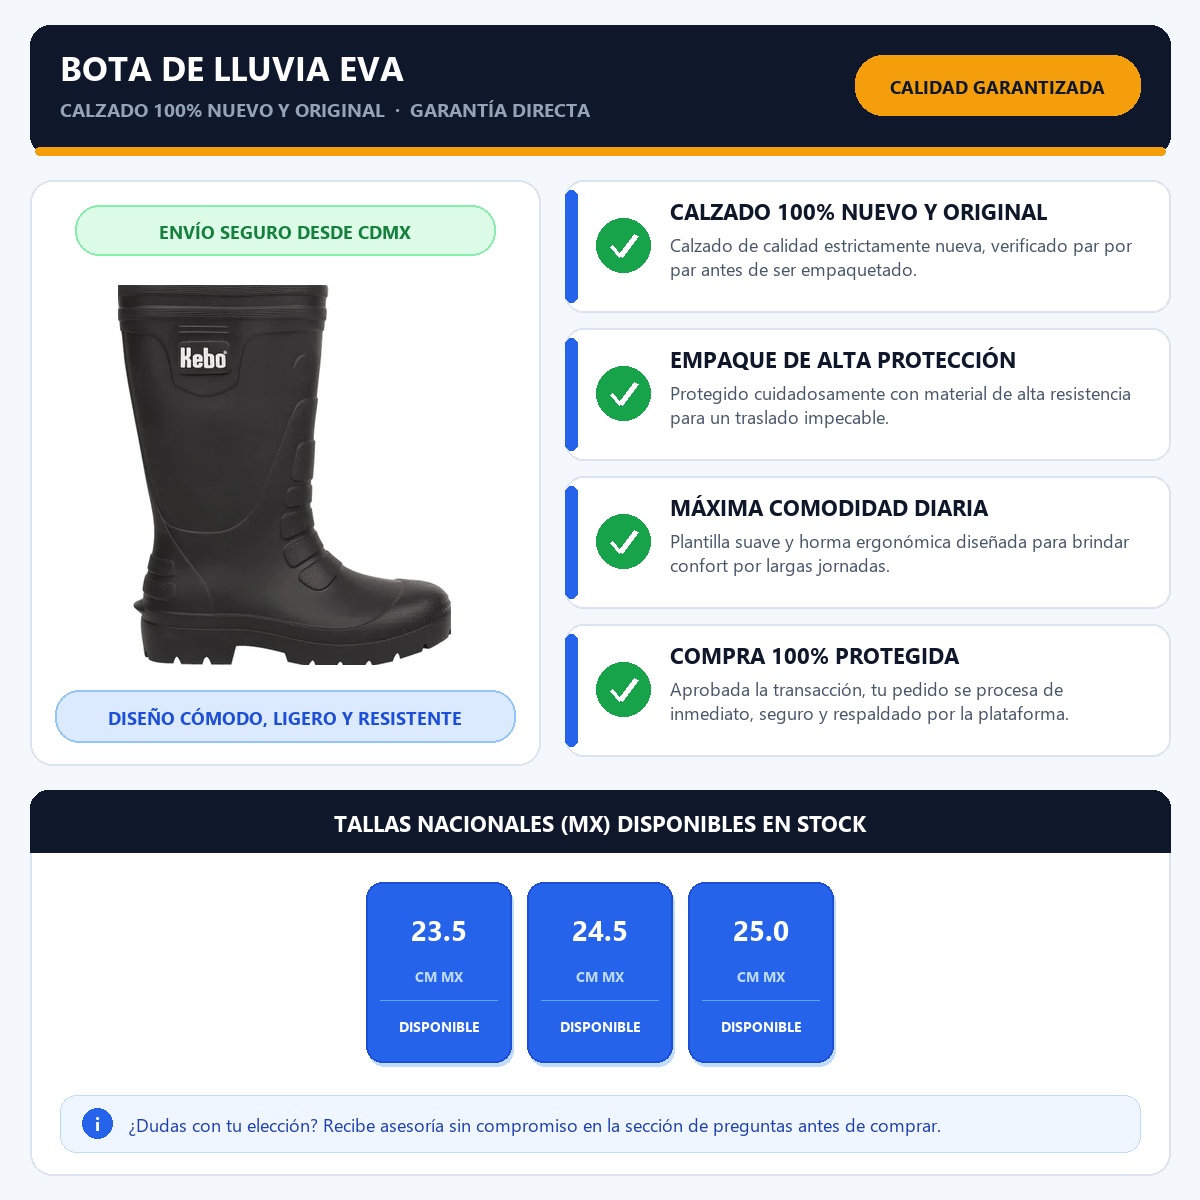 BOTA DE LLUVIA EVA
CALZADO 100% NUEVO Y ORIGINAL · GARANTÍA DIRECTA
CALIDAD GARANTIZADA
ENVÍO SEGURO DESDE CDMX
Kebo
DISEÑO CÓMODO, LIGERO Y RESISTENTE
CALZADO 100% NUEVO Y ORIGINAL
Calzado de calidad estrictamente nueva, verificado par por
par antes de ser empaquetado.
EMPAQUE DE ALTA PROTECCIÓN
Protegido cuidadosamente con material de alta resistencia
para un traslado impecable.
MÁXIMA COMODIDAD DIARIA
Plantilla suave y horma ergonómica diseñada para brindar
confort por largas jornadas.
COMPRA 100% PROTEGIDA
Aprobada la transacción, tu pedido se procesa de
inmediato, seguro y respaldado por la plataforma.
TALLAS NACIONALES (MX) DISPONIBLES EN STOCK
23.5
CM MX
DISPONIBLE
24.5
CM MX
DISPONIBLE
25.0
CM MX
DISPONIBLE
¿Dudas con tu elección? Recibe asesoría sin compromiso en la sección de preguntas antes de comprar.